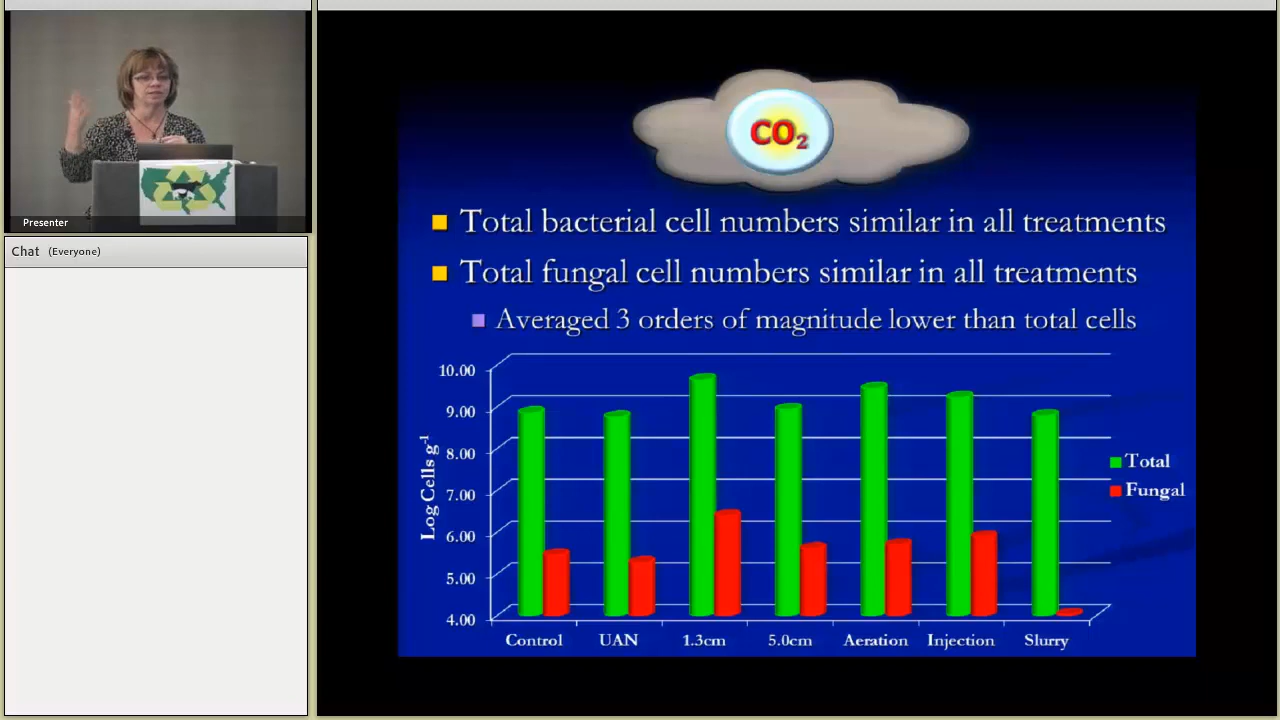 Presenter
Chat (Everyone)
CO₂
Total bacterial cell numbers similar in all treatments
Total fungal cell numbers similar in all treatments
Averaged 3 orders of magnitude lower than total cells
10.00
9.00
8.00
7.00
6.00
5.00
4.00
Log Cells g⁻¹
Control UAN 1.3cm 5.0cm Aeration Injection Slurry
Total
Fungal